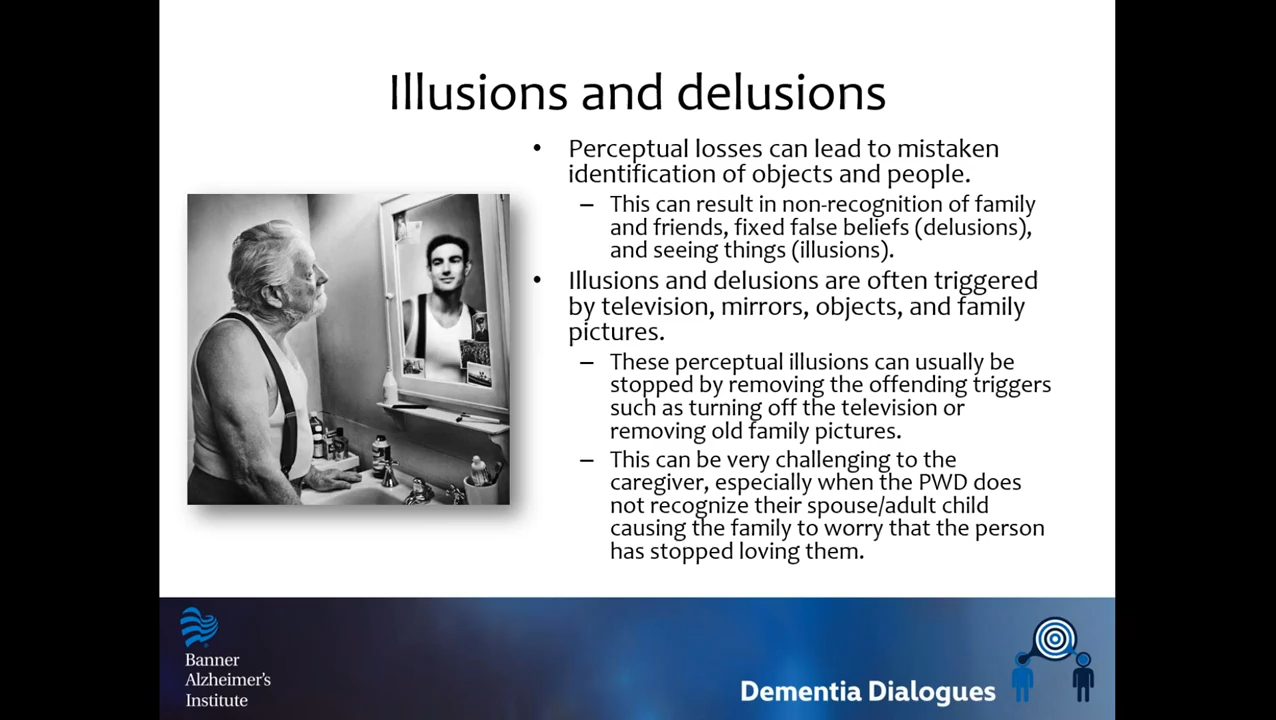 Illusions and delusions
• Perceptual losses can lead to mistaken
identification of objects and people.
– This can result in non-recognition of family
and friends, fixed false beliefs (delusions),
and seeing things (illusions).
• Illusions and delusions are often triggered
by television, mirrors, objects, and family
pictures.
– These perceptual illusions can usually be
stopped by removing the offending triggers
such as turning off the television or
removing old family pictures.
– This can be very challenging to the
caregiver, especially when the PWD does
not recognize their spouse/adult child
causing the family to worry that the person
has stopped loving them.
Banner
Alzheimer's
Institute
Dementia Dialogues